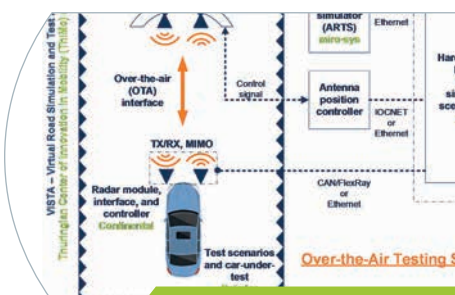 simulator
(ARTS)
miro-sys
Ethernet
VISTA – Virtual Road Simulation and Test
Thuringian Center of Innovation in Mobility (ThIMo)
Over-the-air
(OTA)
interface
Control
signal
Antenna
position
controller
IOCNET
or
Ethernet
TX/RX, MIMO
CAN/FlexRay
or
Ethernet
Radar module,
interface, and
controller
Continental
Test scenarios
and car-under-
test
Over-the-Air Testing